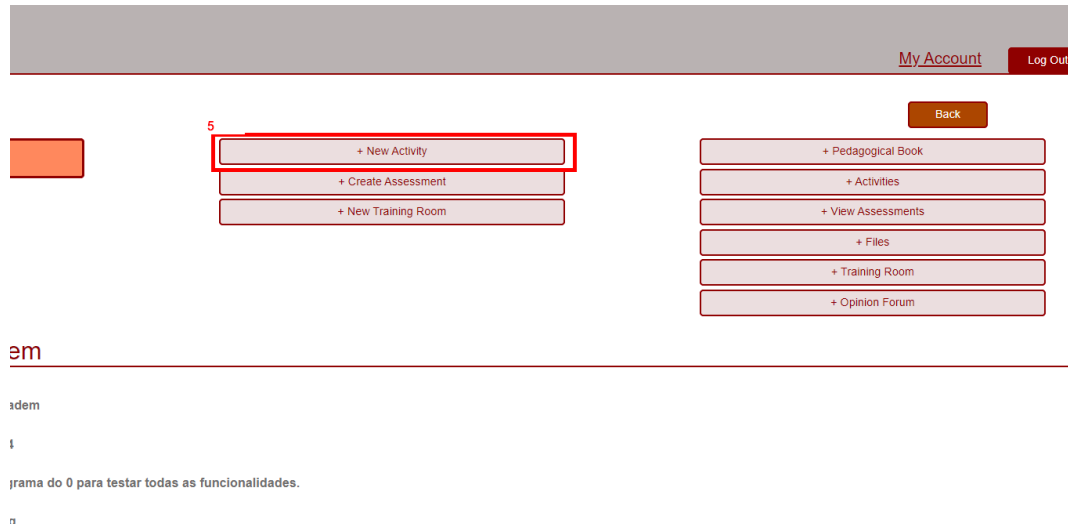 My Account
Log Out
Back
5
+ New Activity
+ Create Assessment
+ New Training Room
+ Pedagogical Book
+ Activities
+ View Assessments
+ Files
+ Training Room
+ Opinion Forum
em
adem
grama do 0 para testar todas as funcionalidades.